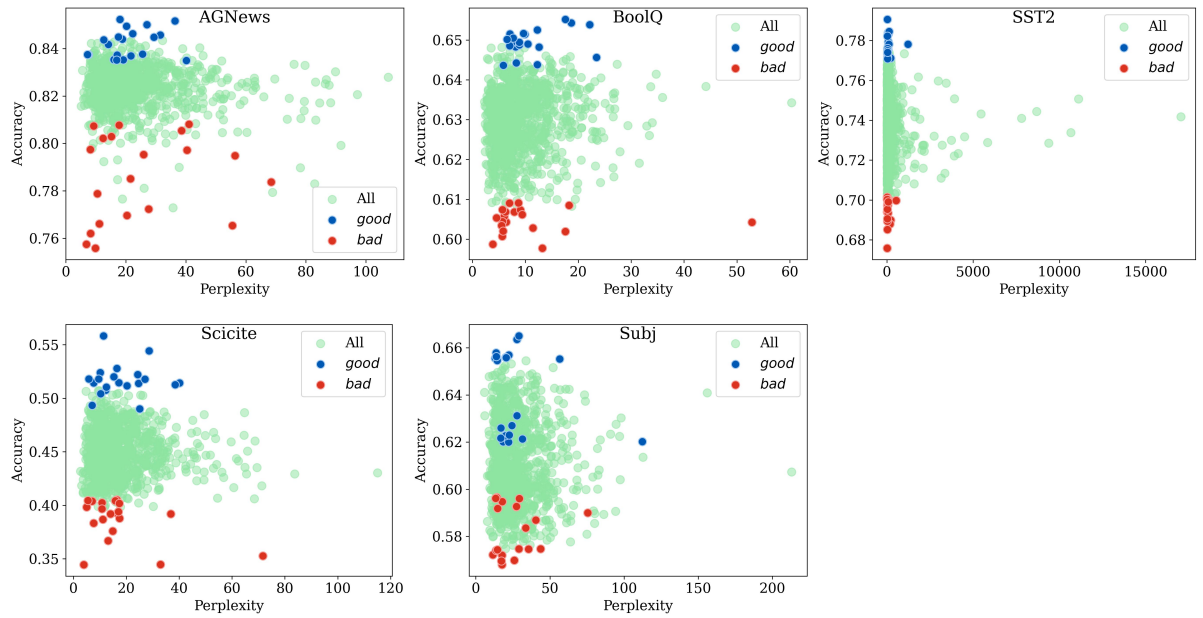 AGNews
Accuracy
0.84
0.82
0.80
0.78
0.76
All
good
bad
0 20 40 60 80 100
Perplexity
BoolQ
Accuracy
0.65
0.64
0.63
0.62
0.61
0.60
All
good
bad
0 10 20 30 40 50 60
Perplexity
SST2
Accuracy
0.78
0.76
0.74
0.72
0.70
0.68
All
good
bad
0 5000 10000 15000
Perplexity
Scicite
Accuracy
0.55
0.50
0.45
0.40
0.35
All
good
bad
0 20 40 60 80 100 120
Perplexity
Subj
Accuracy
0.66
0.64
0.62
0.60
0.58
All
good
bad
0 50 100 150 200
Perplexity